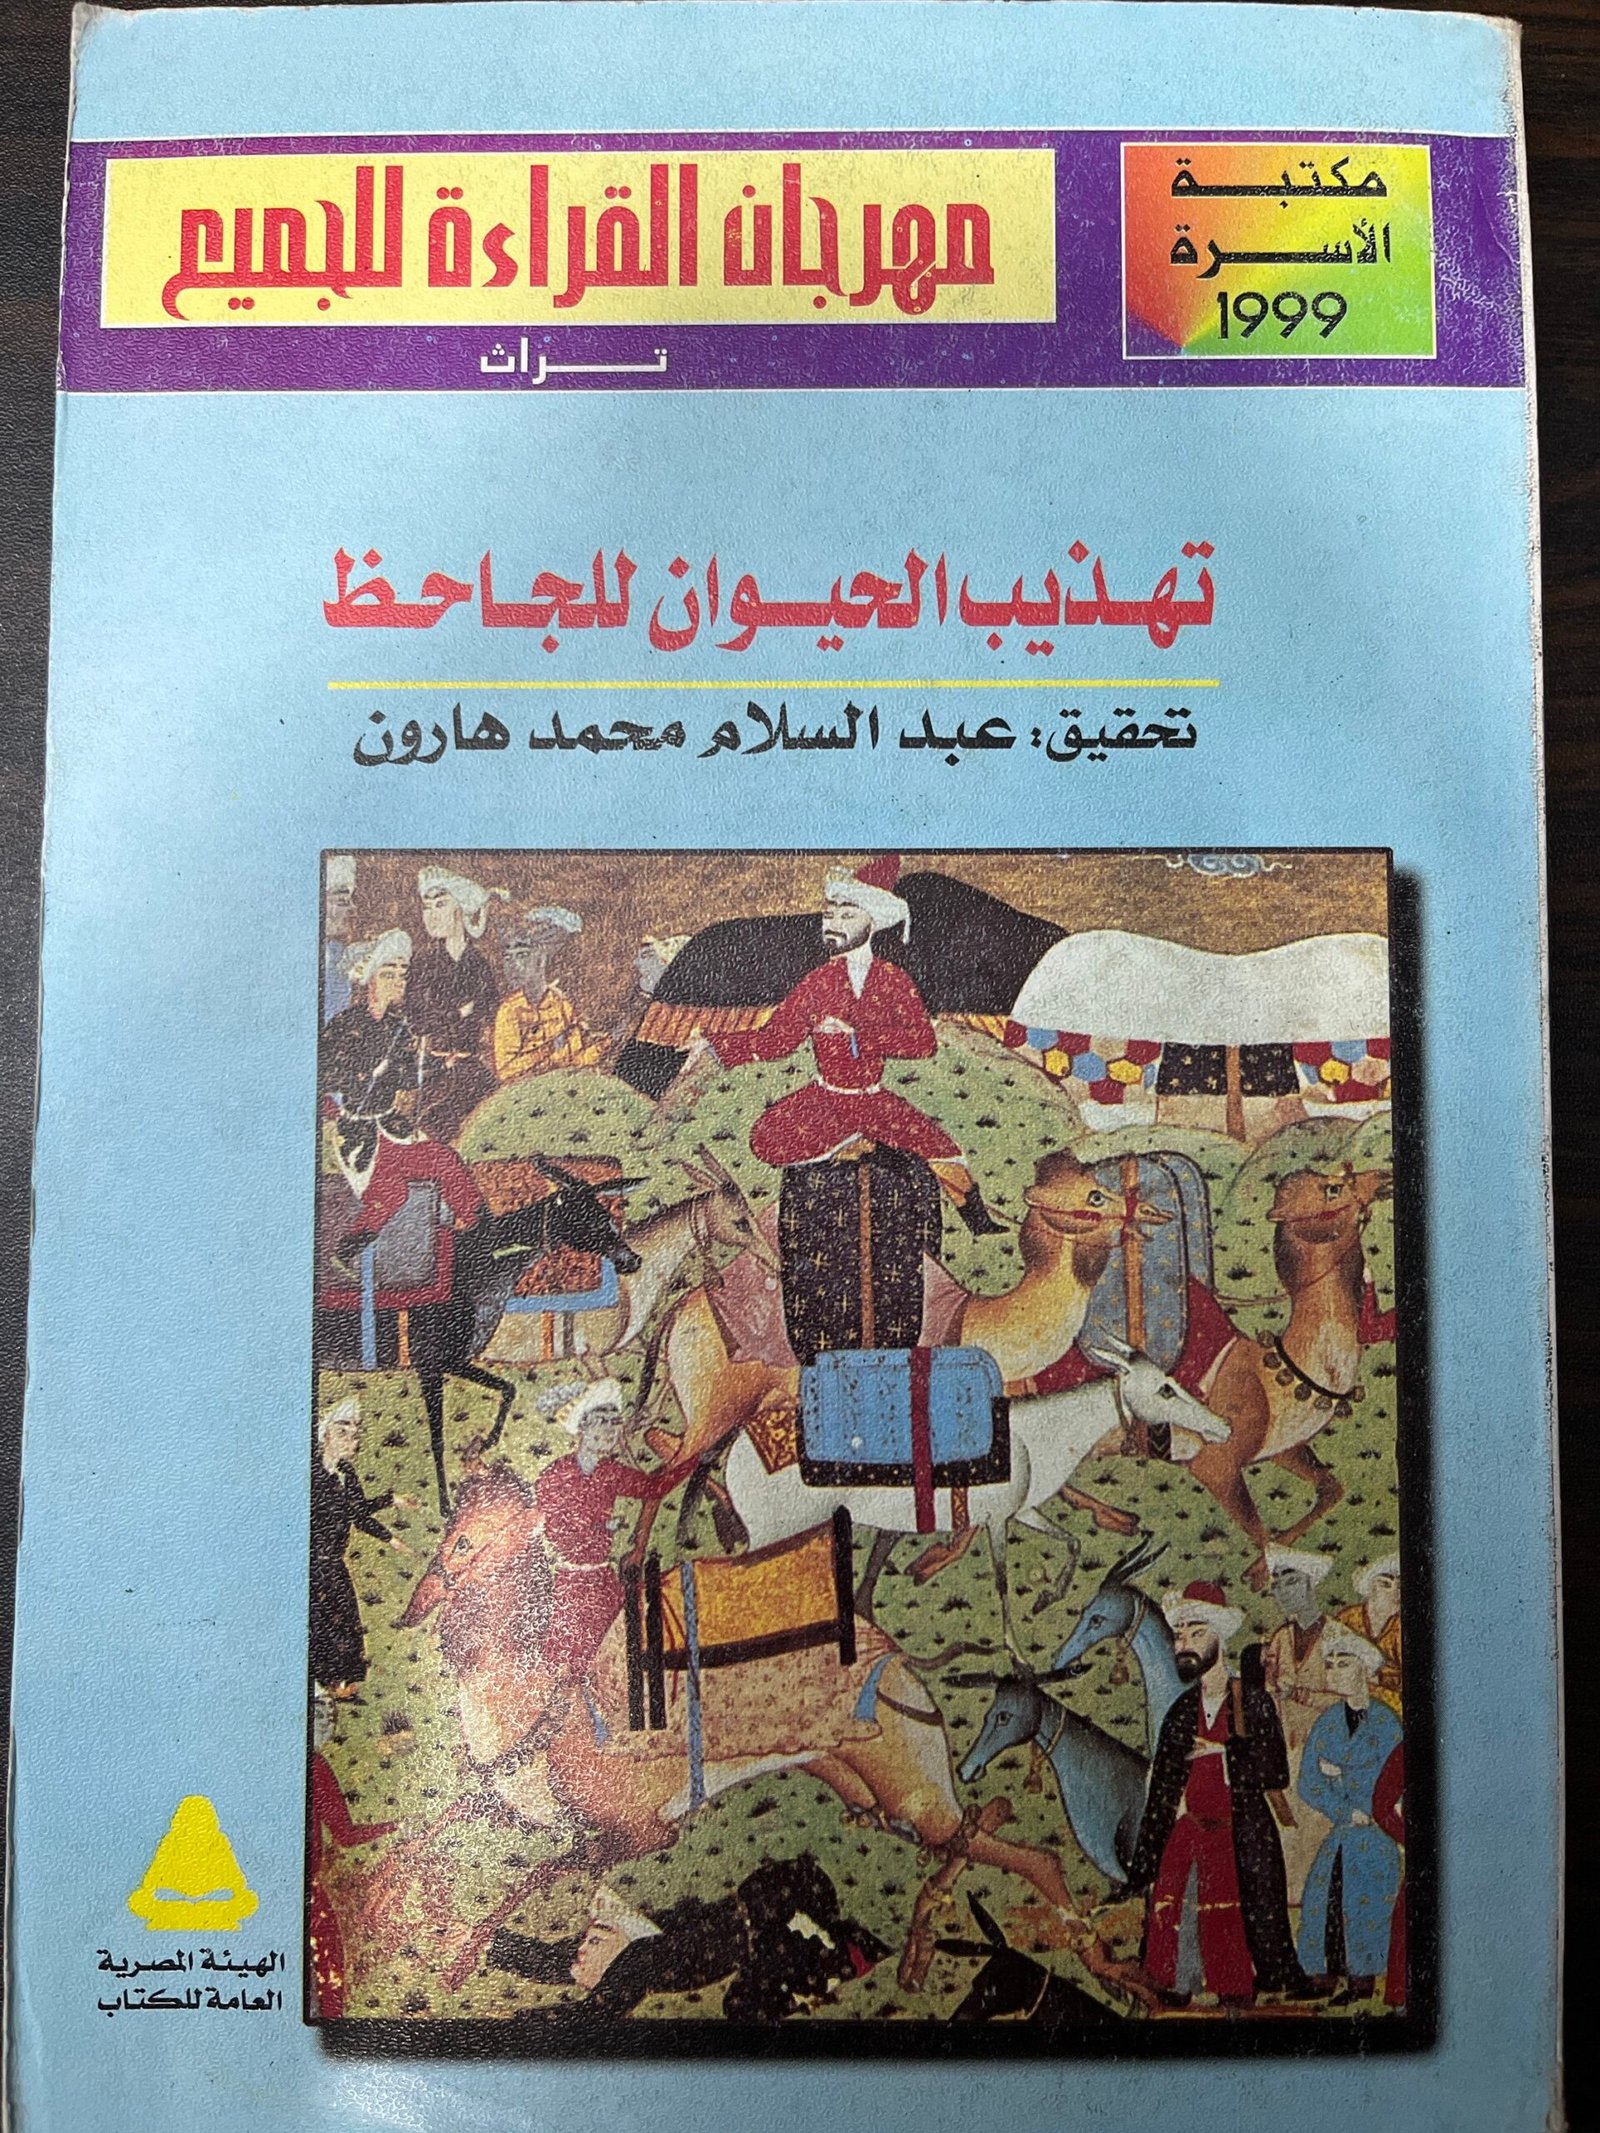 مكتبة
الأسرة
1999
مهرجان القراءة للجميع
تراث
تهذيب الحيوان للجاحظ
تحقيق: عبد السلام محمد هارون
الهيئة المصرية
العامة للكتاب